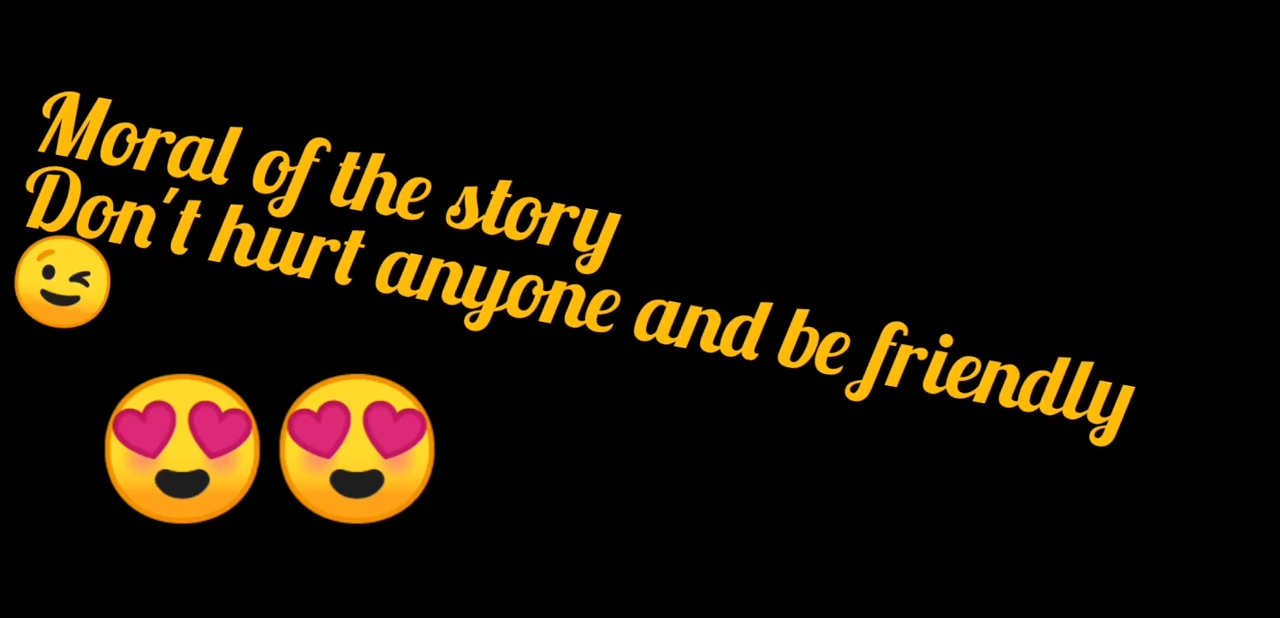 Moral of the story
Don't hurt anyone and be friendly
😉
😍😍